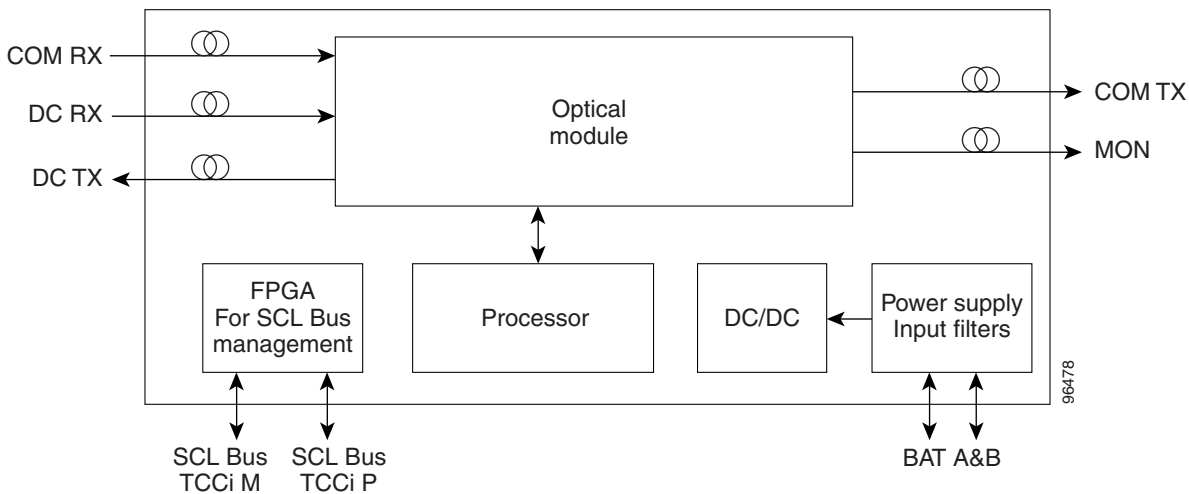 COM RX
DC RX
DC TX
Optical
module
COM TX
MON
FPGA
For SCL Bus
management
Processor
DC/DC
Power supply
Input filters
96478
SCL Bus
TCCi M
SCL Bus
TCCi P
BAT A&B